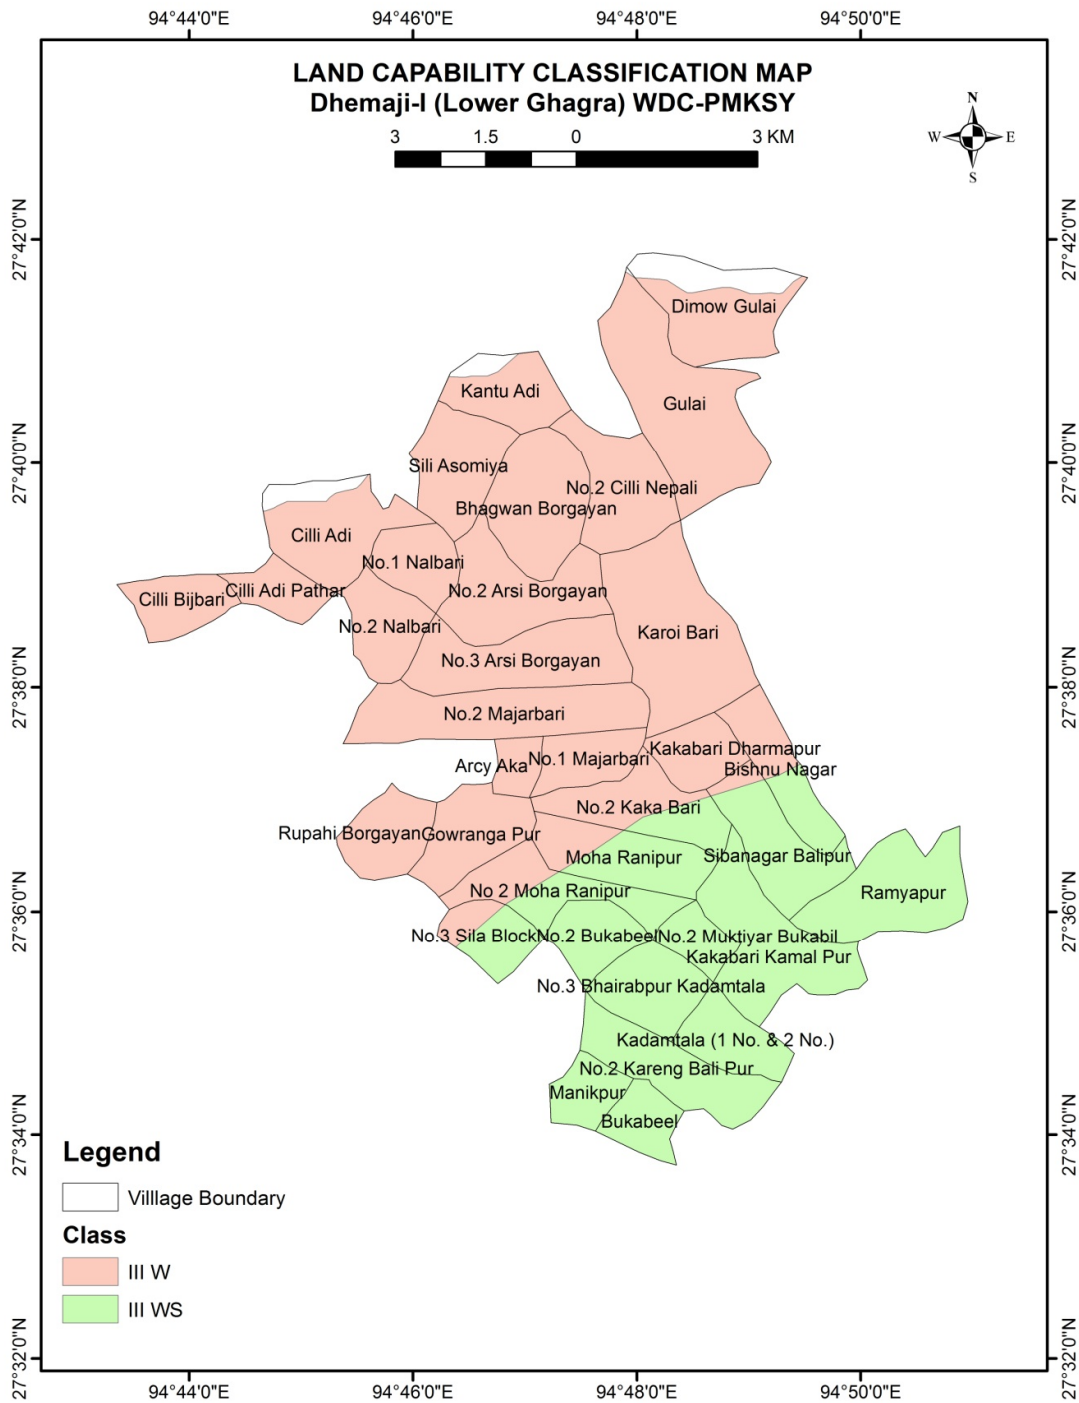 94°44'0"E 94°46'0"E 94°48'0"E 94°50'0"E
LAND CAPABILITY CLASSIFICATION MAP
Dhemaji-I (Lower Ghagra) WDC-PMKSY
3 1.5 0 3 KM
N
W E
S
27°42'0"N 27°42'0"N
Dimow Gulai
Kantu Adi
Gulai
27°40'0"N 27°40'0"N
Sili Asomiya
No.2 Cilli Nepali
Bhagwan Borgayan
Cilli Adi
No.1 Nalbari
Cilli Adi Pathar
No.2 Arsi Borgayan
Cilli Bijbari
No.2 Nalbari
Karoi Bari
No.3 Arsi Borgayan
27°38'0"N 27°38'0"N
No.2 Majarbari
Kakabari Dharmapur
No.1 Majarbari
Arcy Aka
Bishnu Nagar
No.2 Kaka Bari
Rupahi Borgayan
Gowranga Pur
Moha Ranipur
Sibanagar Balipur
No 2 Moha Ranipur
Ramyapur
27°36'0"N 27°36'0"N
No.3 Sila Block
No.2 Bukabeel
No.2 Muktiyar Bukabil
Kakabari Kamal Pur
No.3 Bhairabpur Kadamtala
Kadamtala (1 No. & 2 No.)
No.2 Kareng Bali Pur
Manikpur
Bukabeel
27°34'0"N 27°34'0"N
Legend
Villlage Boundary
Class
III W
III WS
27°32'0"N 27°32'0"N
94°44'0"E 94°46'0"E 94°48'0"E 94°50'0"E